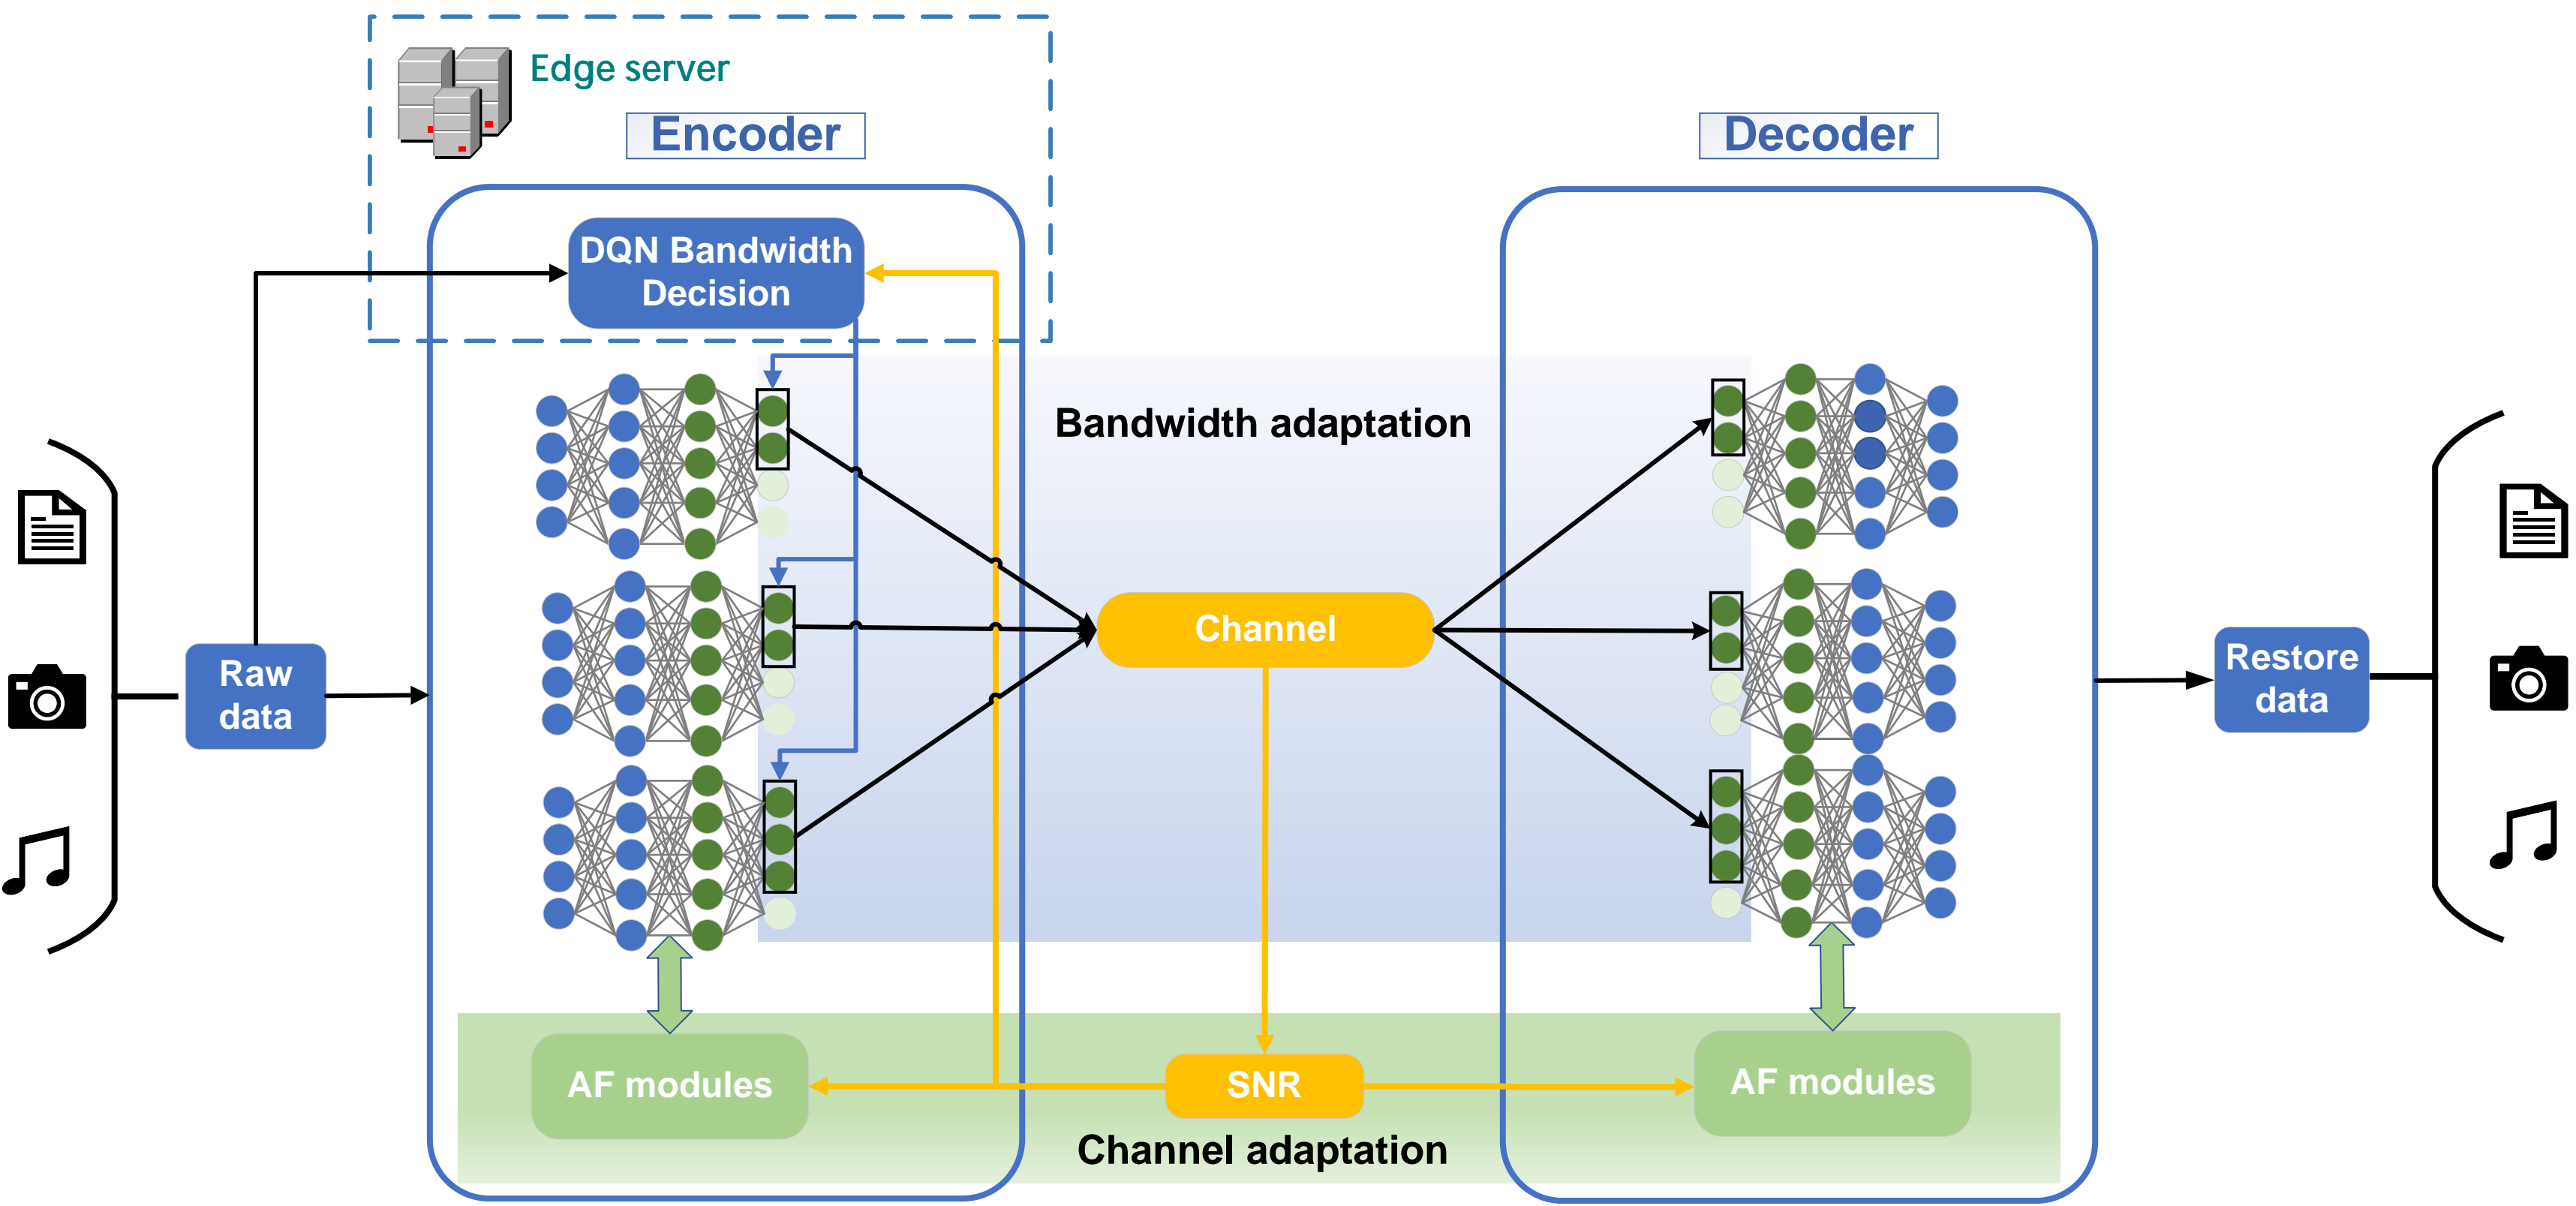 Edge server
Encoder
Decoder
DQN Bandwidth
Decision
Bandwidth adaptation
Channel
Raw
data
Restore
data
AF modules
SNR
AF modules
Channel adaptation